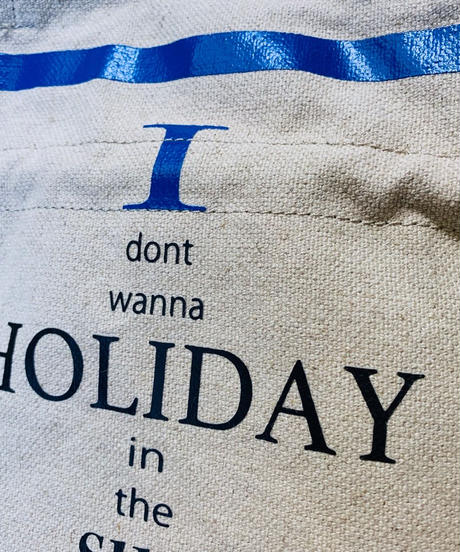 I
dont
wanna
HOLIDAY
in
the